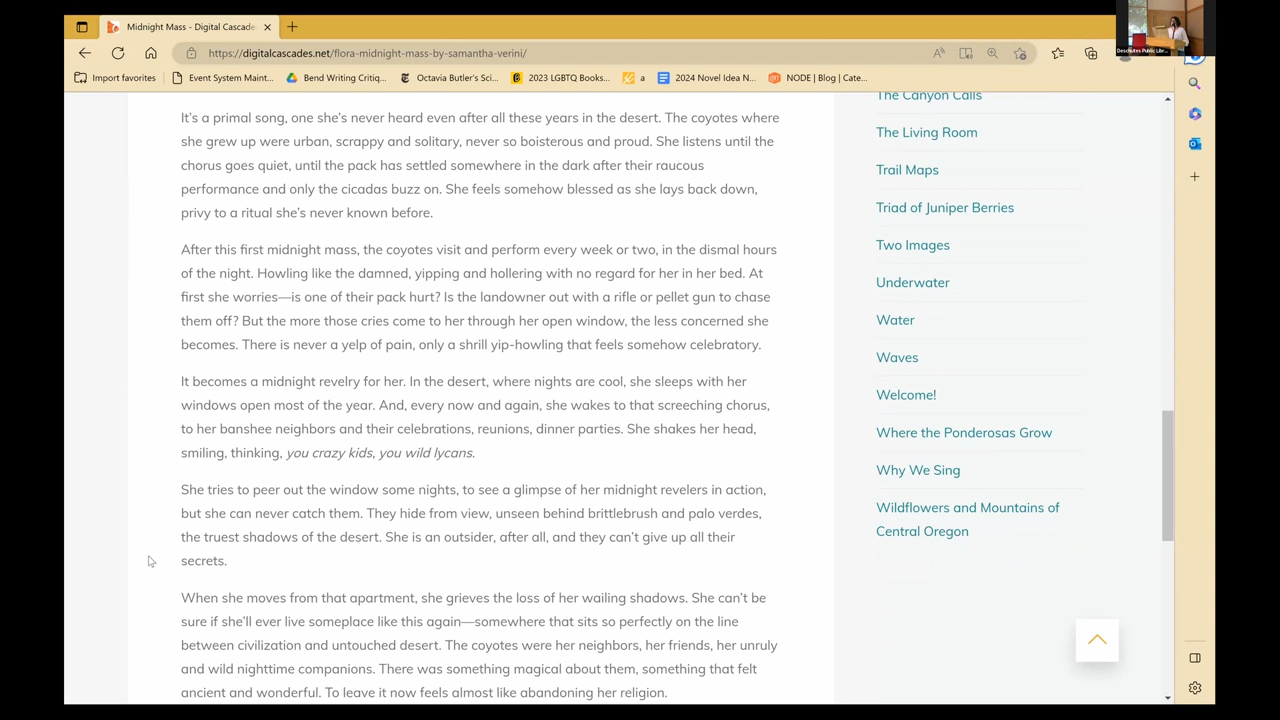 Midnight Mass - Digital Cascade
https://digitalcascades.net/flora-midnight-mass-by-samantha-verini/
Import favorites
Event System Maint...
Bend Writing Critiq...
Octavia Butler's Sci...
2023 LGBTQ Books...
a
2024 Novel Idea N...
NODE | Blog | Cate...
Deschutes Public Libr...
It's a primal song, one she's never heard even after all these years in the desert. The coyotes where
she grew up were urban, scrappy and solitary, never so boisterous and proud. She listens until the
chorus goes quiet, until the pack has settled somewhere in the dark after their raucous
performance and only the cicadas buzz on. She feels somehow blessed as she lays back down,
privy to a ritual she's never known before.
After this first midnight mass, the coyotes visit and perform every week or two, in the dismal hours
of the night. Howling like the damned, yipping and hollering with no regard for her in her bed. At
first she worries—is one of their pack hurt? Is the landowner out with a rifle or pellet gun to chase
them off? But the more those cries come to her through her open window, the less concerned she
becomes. There is never a yelp of pain, only a shrill yip-howling that feels somehow celebratory.
It becomes a midnight revelry for her. In the desert, where nights are cool, she sleeps with her
windows open most of the year. And, every now and again, she wakes to that screeching chorus,
to her banshee neighbors and their celebrations, reunions, dinner parties. She shakes her head,
smiling, thinking, you crazy kids, you wild lycans.
She tries to peer out the window some nights, to see a glimpse of her midnight revelers in action,
but she can never catch them. They hide from view, unseen behind brittlebrush and palo verdes,
the truest shadows of the desert. She is an outsider, after all, and they can't give up all their
secrets.
When she moves from that apartment, she grieves the loss of her wailing shadows. She can't be
sure if she'll ever live someplace like this again—somewhere that sits so perfectly on the line
between civilization and untouched desert. The coyotes were her neighbors, her friends, her unruly
and wild nighttime companions. There was something magical about them, something that felt
ancient and wonderful. To leave it now feels almost like abandoning her religion.
The Canyon Calls
The Living Room
Trail Maps
Triad of Juniper Berries
Two Images
Underwater
Water
Waves
Welcome!
Where the Ponderosas Grow
Why We Sing
Wildflowers and Mountains of
Central Oregon